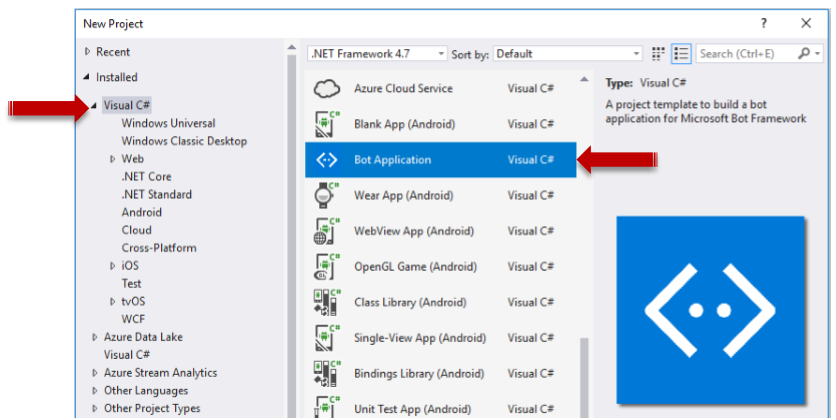 New Project
? ×
Recent
Installed
Visual C#
Windows Universal
Windows Classic Desktop
Web
.NET Core
.NET Standard
Android
Cloud
Cross-Platform
iOS
Test
tvOS
WCF
Azure Data Lake
Visual C#
Azure Stream Analytics
Other Languages
Other Project Types
.NET Framework 4.7 Sort by: Default Search (Ctrl+E)
Azure Cloud Service Visual C#
Blank App (Android) Visual C#
Bot Application Visual C#
Wear App (Android) Visual C#
WebView App (Android) Visual C#
OpenGL Game (Android) Visual C#
Class Library (Android) Visual C#
Single-View App (Android) Visual C#
Bindings Library (Android) Visual C#
Unit Test App (Android) Visual C#
Type: Visual C#
A project template to build a bot
application for Microsoft Bot Framework